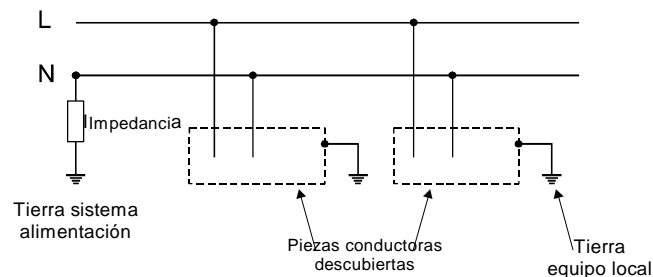 L
N
Impedancia
Tierra sistema
alimentación
Piezas conductoras
descubiertas
Tierra
equipo local